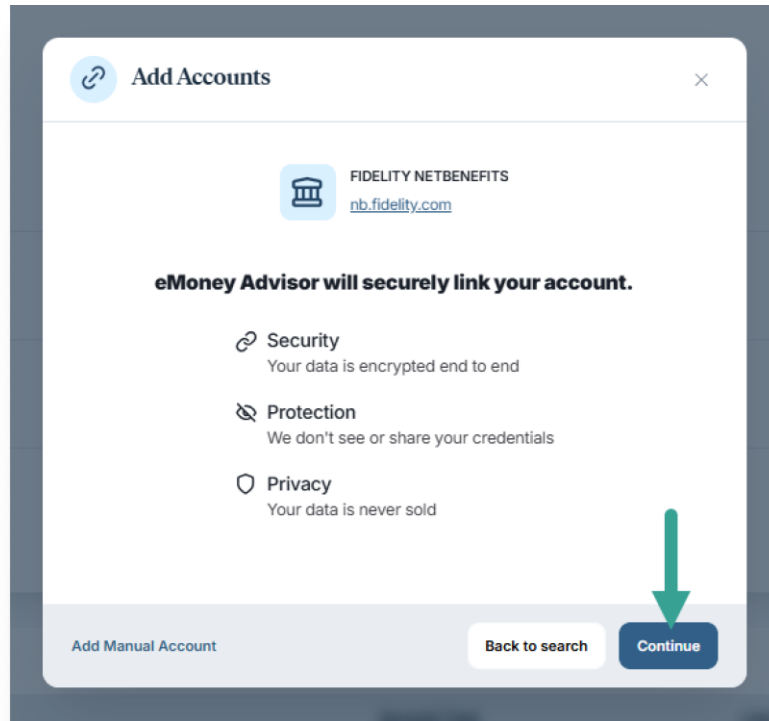 Add Accounts
FIDELITY NETBENEFITS
nb.fidelity.com
eMoney Advisor will securely link your account.
Security
Your data is encrypted end to end
Protection
We don't see or share your credentials
Privacy
Your data is never sold
Add Manual Account
Back to search
Continue